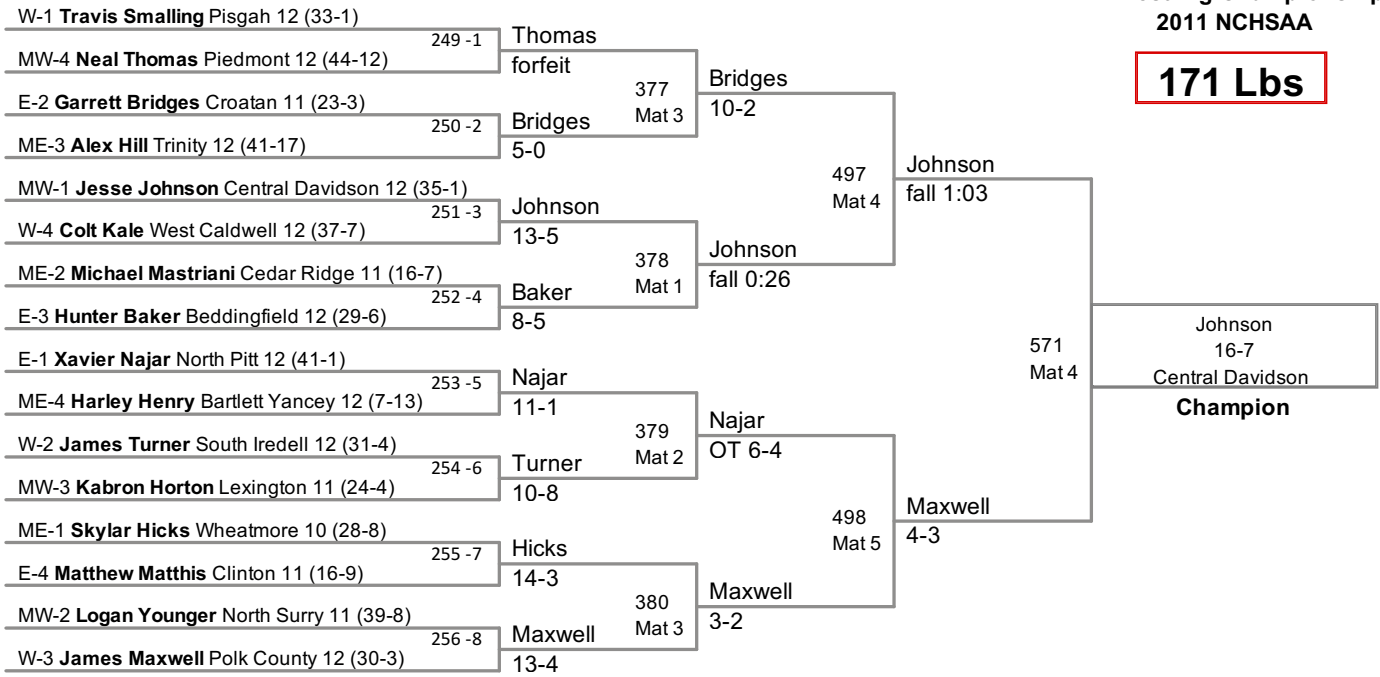 2011 NCHSAA
171 Lbs
W-1 Travis Smalling Pisgah 12 (33-1)
249 -1
MW-4 Neal Thomas Piedmont 12 (44-12)
E-2 Garrett Bridges Croatan 11 (23-3)
250 -2
ME-3 Alex Hill Trinity 12 (41-17)
MW-1 Jesse Johnson Central Davidson 12 (35-1)
251 -3
W-4 Colt Kale West Caldwell 12 (37-7)
ME-2 Michael Mastriani Cedar Ridge 11 (16-7)
252 -4
E-3 Hunter Baker Beddingfield 12 (29-6)
E-1 Xavier Najar North Pitt 12 (41-1)
253 -5
ME-4 Harley Henry Bartlett Yancey 12 (7-13)
W-2 James Turner South Iredell 12 (31-4)
254 -6
MW-3 Kabron Horton Lexington 11 (24-4)
ME-1 Skylar Hicks Wheatmore 10 (28-8)
255 -7
E-4 Matthew Matthis Clinton 11 (16-9)
MW-2 Logan Younger North Surry 11 (39-8)
256 -8
W-3 James Maxwell Polk County 12 (30-3)
Thomas
forfeit
377
Mat 3
Bridges
5-0
Johnson
13-5
378
Mat 1
Baker
8-5
Najar
11-1
379
Mat 2
Turner
10-8
Hicks
14-3
380
Mat 3
Maxwell
13-4
Bridges
10-2
497
Mat 4
Johnson
fall 0:26
Najar
OT 6-4
498
Mat 5
Maxwell
3-2
Johnson
fall 1:03
571
Mat 4
Maxwell
4-3
Johnson
16-7
Central Davidson
Champion